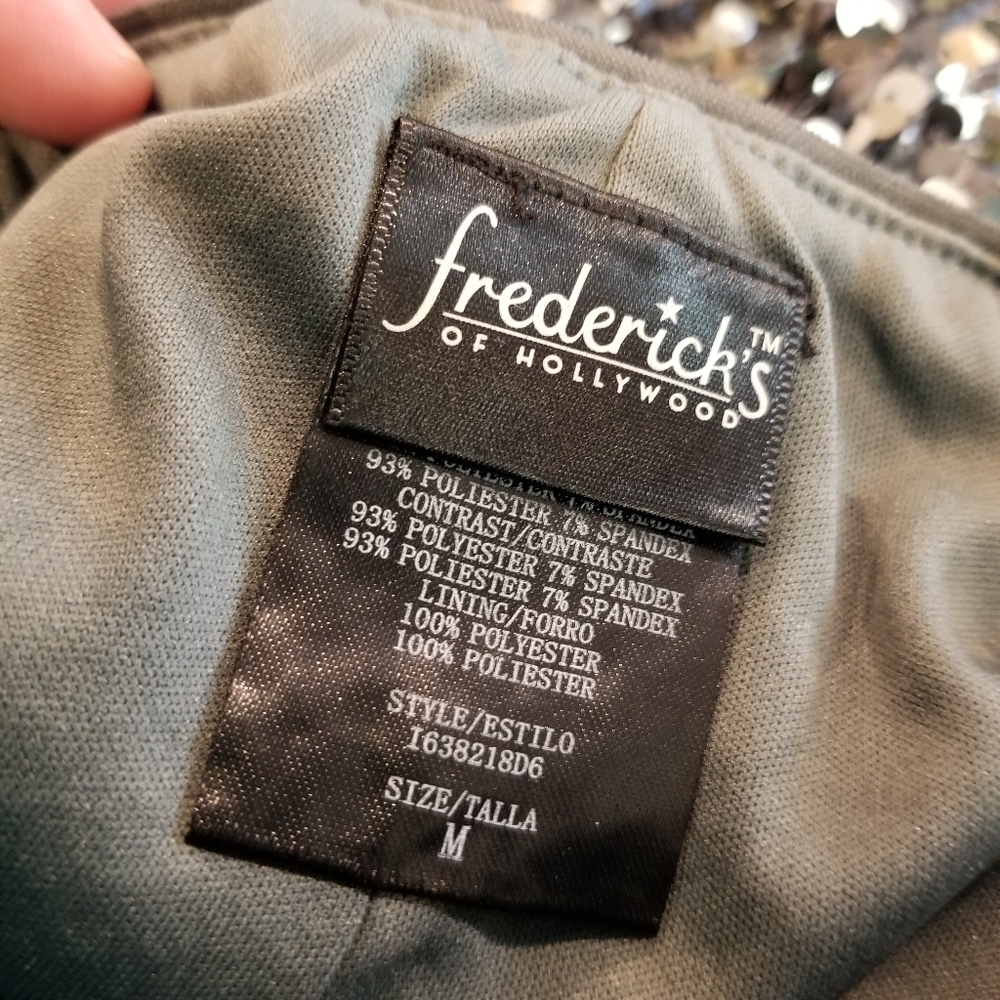 frederick's™
OF HOLLYWOOD
93% POLIESTER 7% SPANDEX
CONTRAST/CONTRASTE
93% POLYESTER 7% SPANDEX
93% POLIESTER 7% SPANDEX
LINING/FORRO
100% POLYESTER
100% POLIESTER
STYLE/ESTILO
I638218D6
SIZE/TALLA
M